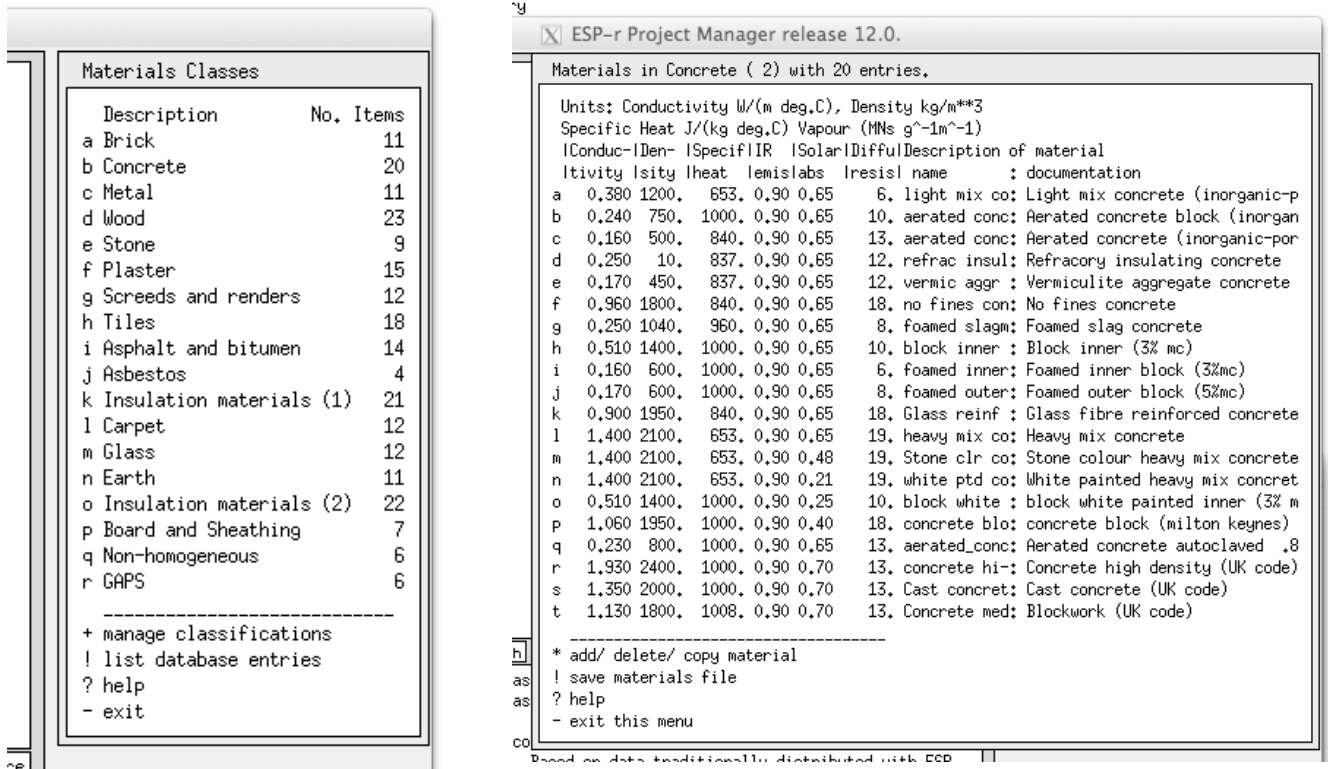 Materials Classes
Description No. Items
a Brick 11
b Concrete 20
c Metal 11
d Wood 23
e Stone 9
f Plaster 15
g Screeds and renders 12
h Tiles 18
i Asphalt and bitumen 14
j Asbestos 4
k Insulation materials (1) 21
l Carpet 12
m Glass 12
n Earth 11
o Insulation materials (2) 22
p Board and Sheathing 7
q Non-homogeneous 6
r GAPS 6
+ manage classifications
! list database entries
? help
- exit
ESP-r Project Manager release 12.0.
Materials in Concrete ( 2) with 20 entries.
Units: Conductivity W/(m deg.C), Density kg/m**3
Specific Heat J/(kg deg.C) Vapour (MNs g^-1m^-1)
|Conduc-|Den- |Specif|IR |Solar|Diffu|Description of material
|tivity |sity |heat |emis|abs |resis| name : documentation
a 0.380 1200. 653. 0.90 0.65 6. light mix co: Light mix concrete (inorganic-p
b 0.240 750. 1000. 0.90 0.65 10. aerated conc: Aerated concrete block (inorgan
c 0.160 500. 840. 0.90 0.65 13. aerated conc: Aerated concrete (inorganic-por
d 0.250 10. 837. 0.90 0.65 12. refrac insul: Refracory insulating concrete
e 0.170 450. 837. 0.90 0.65 12. vermic aggr : Vermiculite aggregate concrete
f 0.960 1800. 840. 0.90 0.65 18. no fines con: No fines concrete
g 0.250 1040. 960. 0.90 0.65 8. foamed slagm: Foamed slag concrete
h 0.510 1400. 1000. 0.90 0.65 10. block inner : Block inner (3% mc)
i 0.160 600. 1000. 0.90 0.65 6. foamed inner: Foamed inner block (3%mc)
j 0.170 600. 1000. 0.90 0.65 8. foamed outer: Foamed outer block (5%mc)
k 0.900 1950. 840. 0.90 0.65 18. Glass reinf : Glass fibre reinforced concrete
l 1.400 2100. 653. 0.90 0.65 19. heavy mix co: Heavy mix concrete
m 1.400 2100. 653. 0.90 0.48 19. Stone clr co: Stone colour heavy mix concrete
n 1.400 2100. 653. 0.90 0.21 19. white ptd co: White painted heavy mix concret
o 0.510 1400. 1000. 0.90 0.25 10. block white : block white painted inner (3% m
p 1.060 1950. 1000. 0.90 0.40 18. concrete blo: concrete block (milton keynes)
q 0.230 800. 1000. 0.90 0.65 13. aerated_conc: Aerated concrete autoclaved .8
r 1.930 2400. 1000. 0.90 0.70 13. concrete hi-: Concrete high density (UK code)
s 1.350 2000. 1000. 0.90 0.70 13. Cast concret: Cast concrete (UK code)
t 1.130 1800. 1008. 0.90 0.70 13. Concrete med: Blockwork (UK code)
* add/ delete/ copy material
! save materials file
? help
- exit this menu